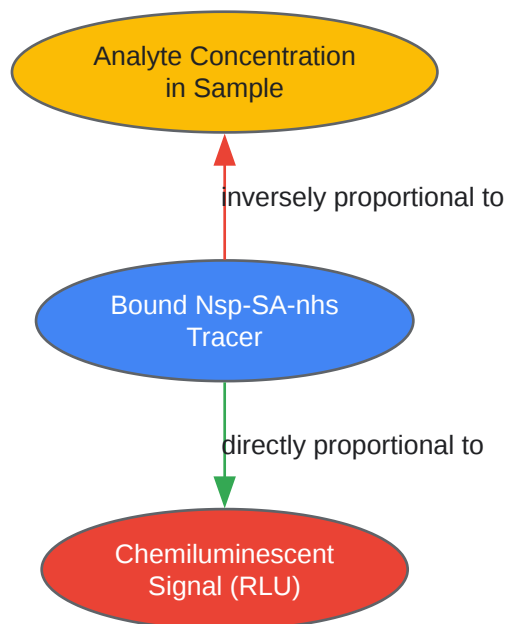 Analyte Concentration
in Sample
inversely proportional to
Bound Nsp-SA-nhs
Tracer
directly proportional to
Chemiluminescent
Signal (RLU)